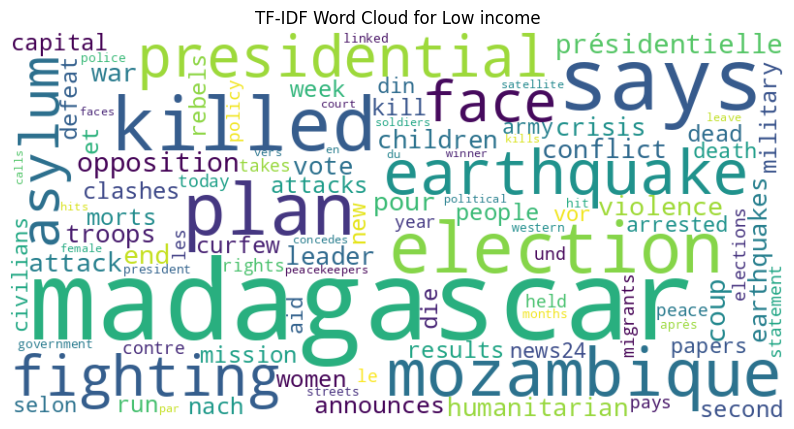 TF-IDF Word Cloud for Low income
capital police presidential linked présidentielle
faces war defeat rebels policy week court din satellite says
asylum et killed kill face soldiers army crisis leave military
calls opposition takes vers en children du kills conflict dead
clashes today vote winner earthquake death
hits morts plan attacks pour political people hit vor violence
civilians troops les curfew new concedes year western election arrested
female end leader und elections earthquakes
attack president rights peacekeepers
madagascar aid die held months migrants peace après coup statement
government contre mission results news24 papers
fighting women le mozambique
selon run par nach streets announces humanitarian pays second